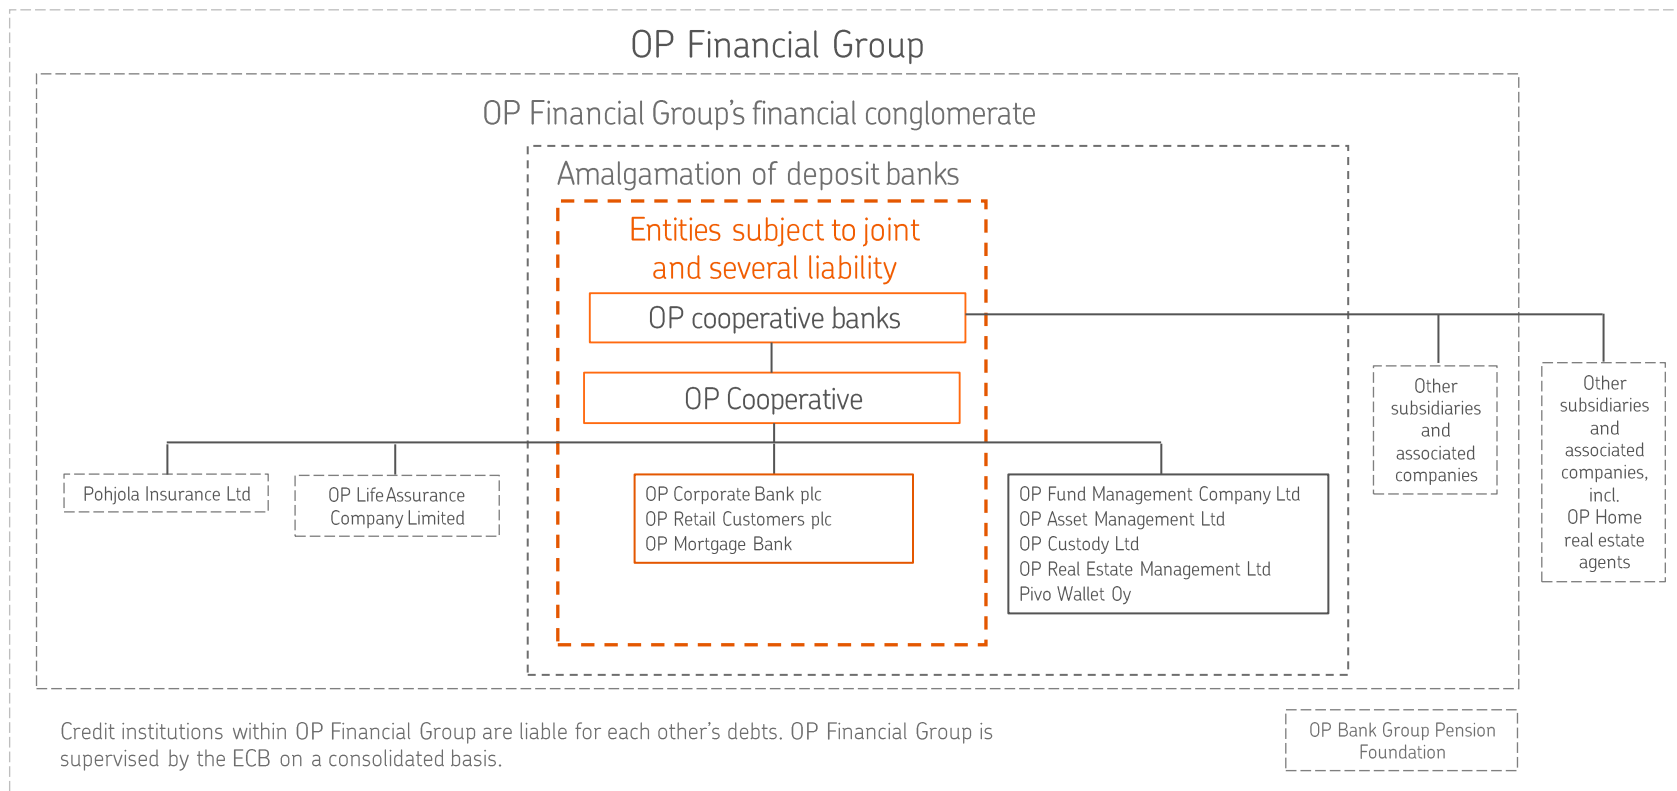 OP Financial Group
OP Financial Group's financial conglomerate
Amalgamation of deposit banks
Entities subject to joint
and several liability
OP cooperative banks
OP Cooperative
Pohjola Insurance Ltd
OP Life Assurance
Company Limited
OP Corporate Bank plc
OP Retail Customers plc
OP Mortgage Bank
OP Fund Management Company Ltd
OP Asset Management Ltd
OP Custody Ltd
OP Real Estate Management Ltd
Pivo Wallet Oy
Other
subsidiaries
and
associated
companies
Other
subsidiaries
and
associated
companies,
incl.
OP Home
real estate
agents
Credit institutions within OP Financial Group are liable for each other's debts. OP Financial Group is
supervised by the ECB on a consolidated basis.
OP Bank Group Pension
Foundation